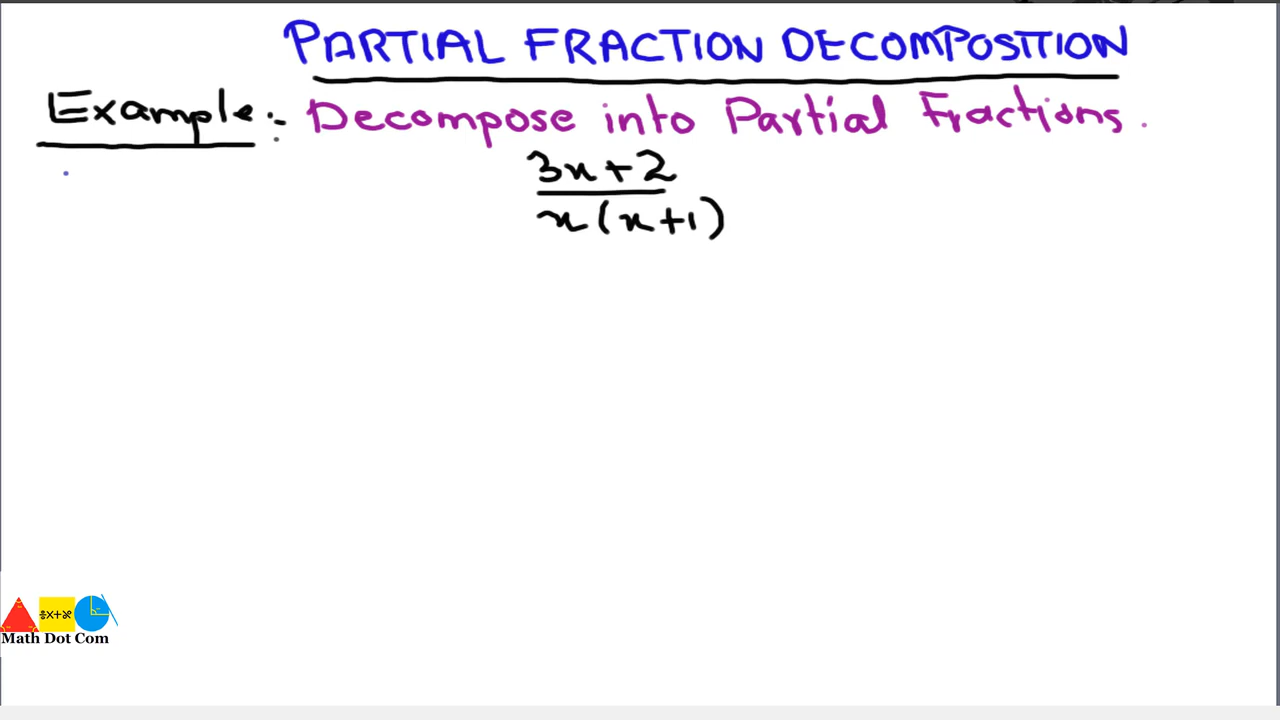 PARTIAL FRACTION DECOMPOSITION
Example :- Decompose into Partial Fractions.
3x+2
x(x+1)
Math Dot Com